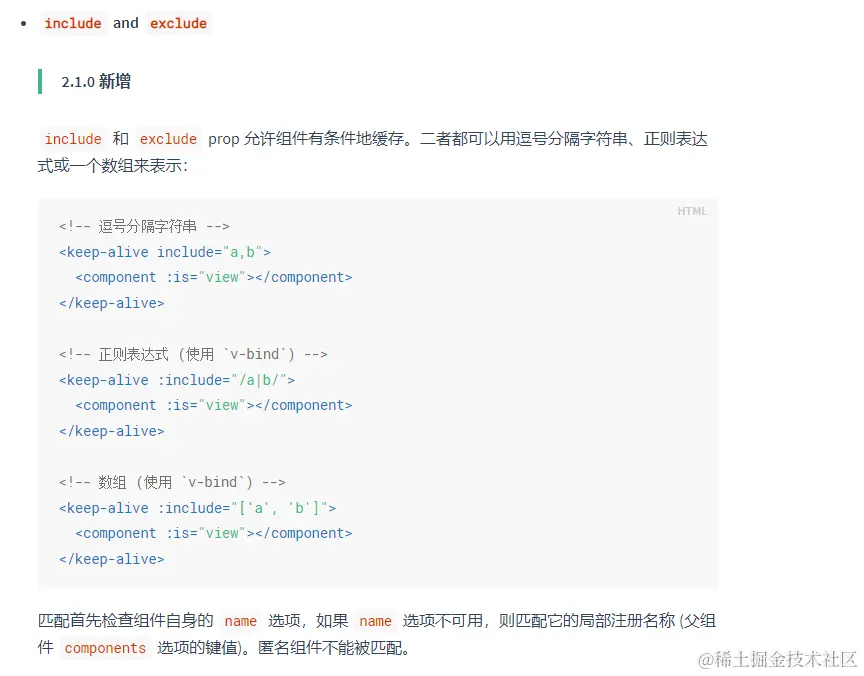 include and exclude
2.1.0 新增
include 和 exclude prop 允许组件有条件地缓存。二者都可以用逗号分隔字符串、正则表达
式或一个数组来表示：
HTML
<!-- 逗号分隔字符串 -->
<keep-alive include="a,b">
  <component :is="view"></component>
</keep-alive>
<!-- 正则表达式 (使用 `v-bind`) -->
<keep-alive :include="/a|b/">
  <component :is="view"></component>
</keep-alive>
<!-- 数组 (使用 `v-bind`) -->
<keep-alive :include="['a', 'b']">
  <component :is="view"></component>
</keep-alive>
匹配首先检查组件自身的 name 选项，如果 name 选项不可用，则匹配它的局部注册名称 (父组
件 components 选项的键值)。匿名组件不能被匹配。
@稀土掘金技术社区